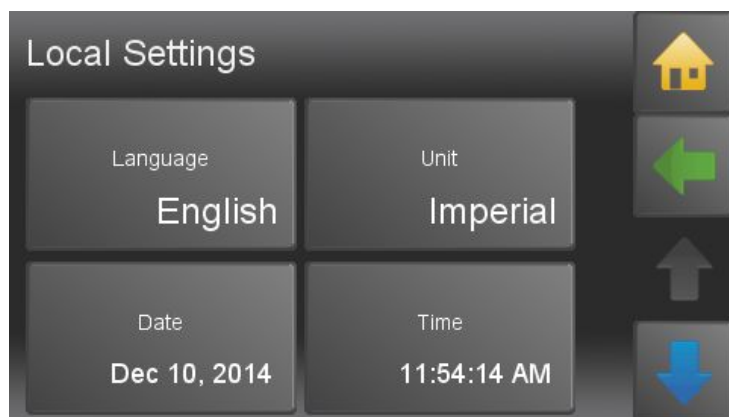 Local Settings
Language
Unit
English
Imperial
Date
Time
Dec 10, 2014
11:54:14 AM